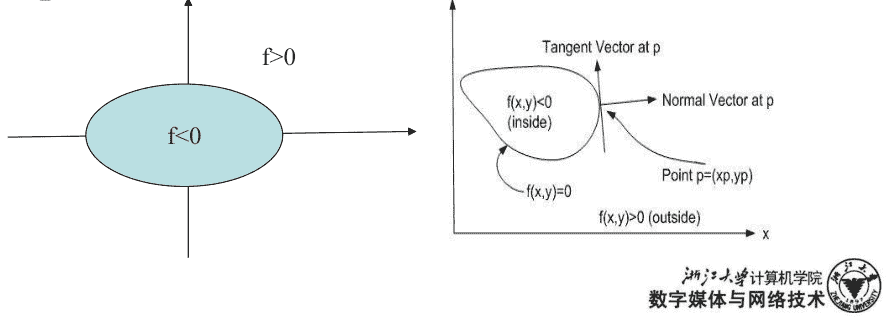 f>0
f<0
Tangent Vector at p
f(x,y)<0
(inside)
Normal Vector at p
Point p=(xp,yp)
f(x,y)=0
f(x,y)>0 (outside)
x
浙江大学计算机学院
数字媒体与网络技术